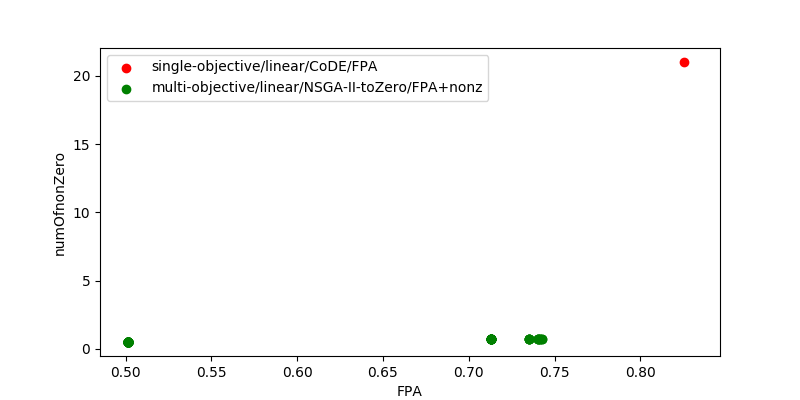 single-objective/linear/CoDE/FPA
multi-objective/linear/NSGA-II-toZero/FPA+nonz
numOfnonZero
20
15
10
5
0
0.50 0.55 0.60 0.65 0.70 0.75 0.80
FPA